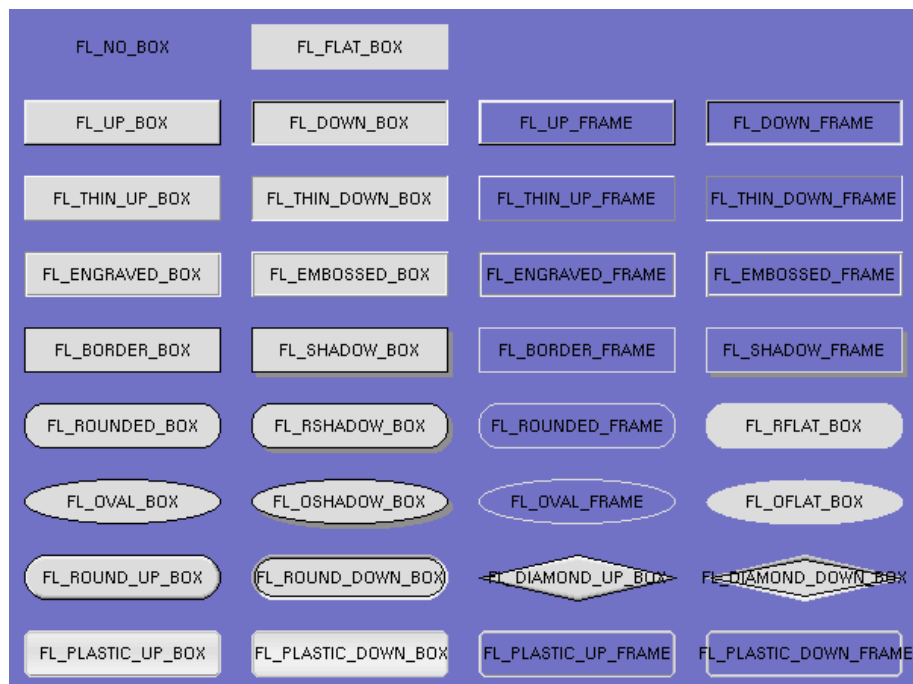 FL_NO_BOX FL_FLAT_BOX
FL_UP_BOX FL_DOWN_BOX FL_UP_FRAME FL_DOWN_FRAME
FL_THIN_UP_BOX FL_THIN_DOWN_BOX FL_THIN_UP_FRAME FL_THIN_DOWN_FRAME
FL_ENGRAVED_BOX FL_EMBOSSED_BOX FL_ENGRAVED_FRAME FL_EMBOSSED_FRAME
FL_BORDER_BOX FL_SHADOW_BOX FL_BORDER_FRAME FL_SHADOW_FRAME
FL_ROUNDED_BOX FL_RSHADOW_BOX FL_ROUNDED_FRAME FL_RFLAT_BOX
FL_OVAL_BOX FL_OSHADOW_BOX FL_OVAL_FRAME FL_OFLAT_BOX
FL_ROUND_UP_BOX FL_ROUND_DOWN_BOX FL_DIAMOND_UP_BOX FL_DIAMOND_DOWN_BOX
FL_PLASTIC_UP_BOX FL_PLASTIC_DOWN_BOX FL_PLASTIC_UP_FRAME FL_PLASTIC_DOWN_FRAME